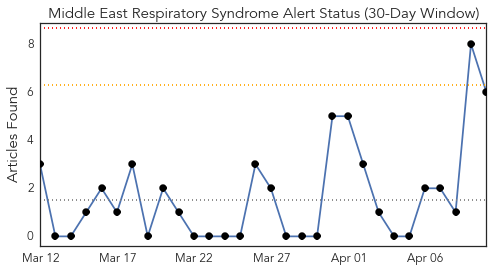 Middle East Respiratory Syndrome Alert Status (30-Day Window)
Articles Found
8
6
4
2
0
Mar 12 Mar 17 Mar 22 Mar 27 Apr 01 Apr 06